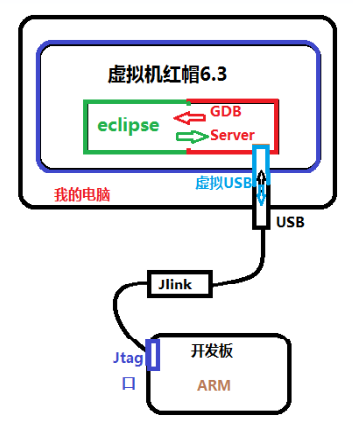 虚拟机红帽6.3
eclipse
GDB
Server
我的电脑
虚拟USB
USB
Jlink
Jtag
口
开发板
ARM